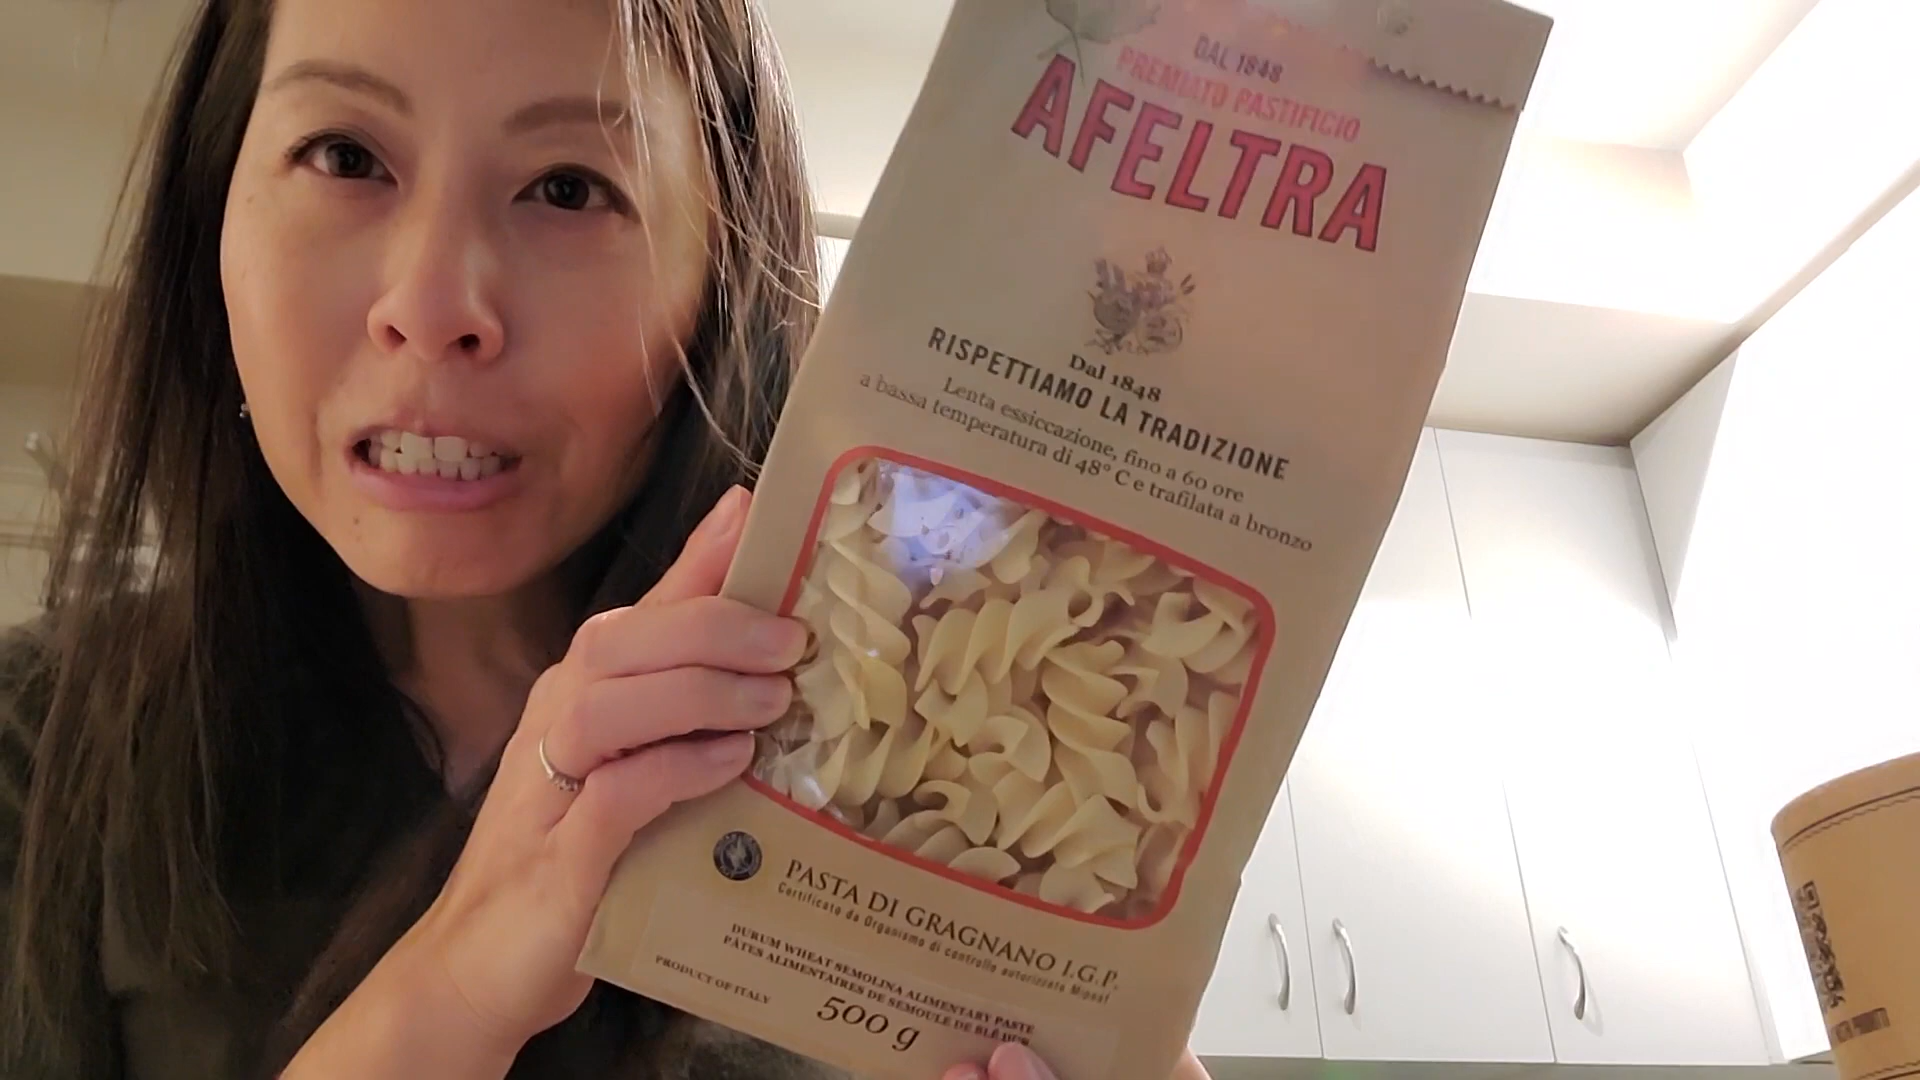 DAL 1848
PREMIATO PASTIFICIO
AFELTRA
Dal 1848
RISPETTIAMO LA TRADIZIONE
Lenta essiccazione, fino a 60 ore
a bassa temperatura di 48° C e trafilata a bronzo
PASTA DI GRAGNANO I.G.P.
Certificato da Organismo di controllo autorizzato Mipaaf
DURUM WHEAT SEMOLINA ALIMENTARY PASTE
PÂTES ALIMENTAIRES DE SEMOULE DE BLÉ DUR
PRODUCT OF ITALY
500 g